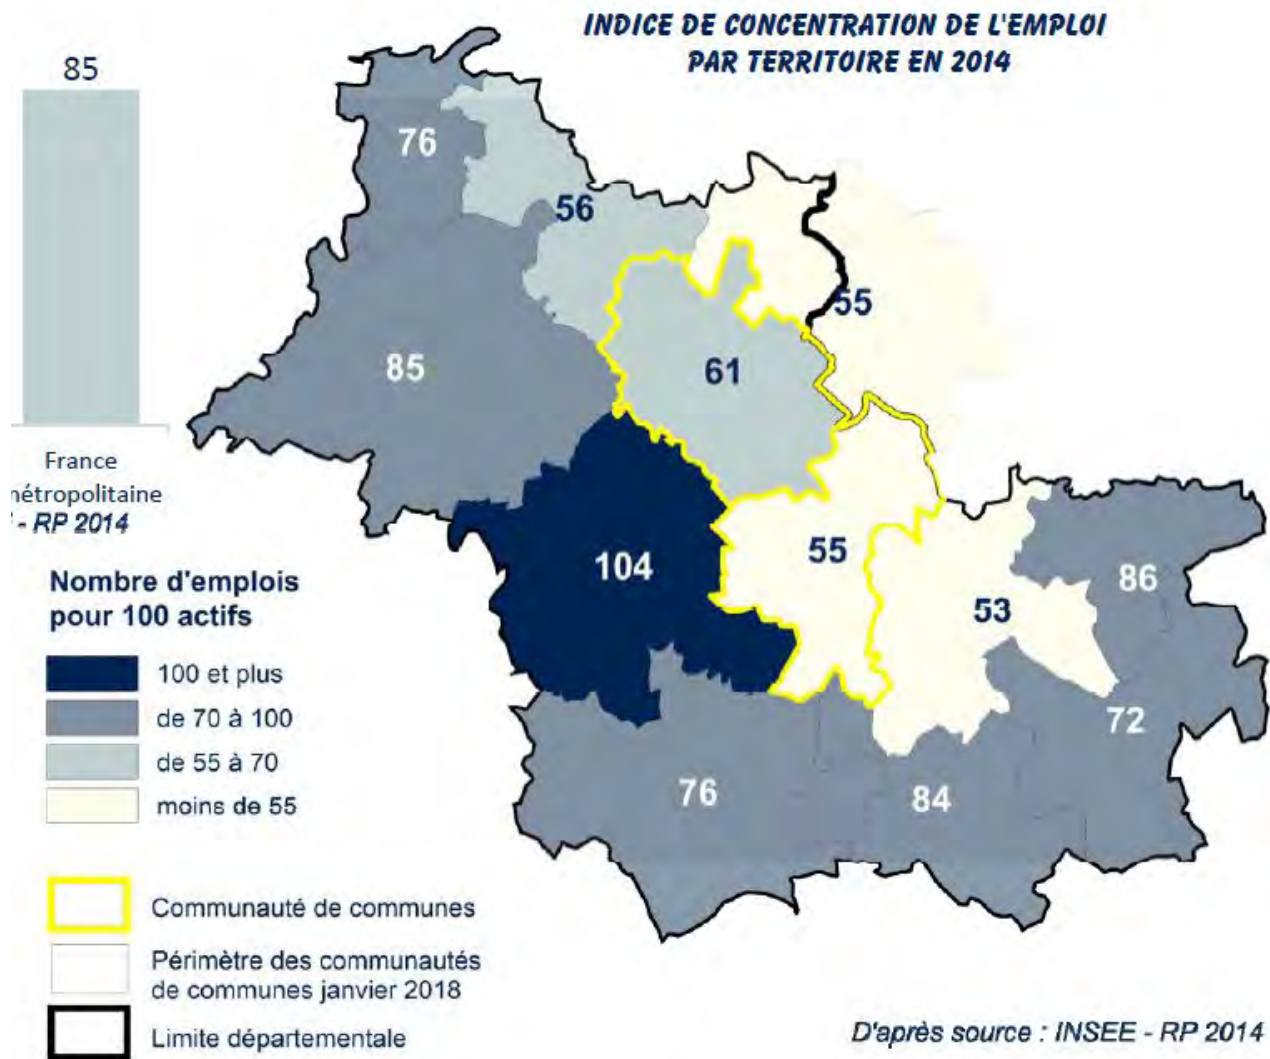 INDICE DE CONCENTRATION DE L'EMPLOI
PAR TERRITOIRE EN 2014
85
France
nétropolitaine
- RP 2014
76
56
55
85
61
104
55
53
86
72
76
84
Nombre d'emplois
pour 100 actifs
100 et plus
de 70 à 100
de 55 à 70
moins de 55
Communauté de communes
Périmètre des communautés
de communes janvier 2018
Limite départementale
D'après source : INSEE - RP 2014